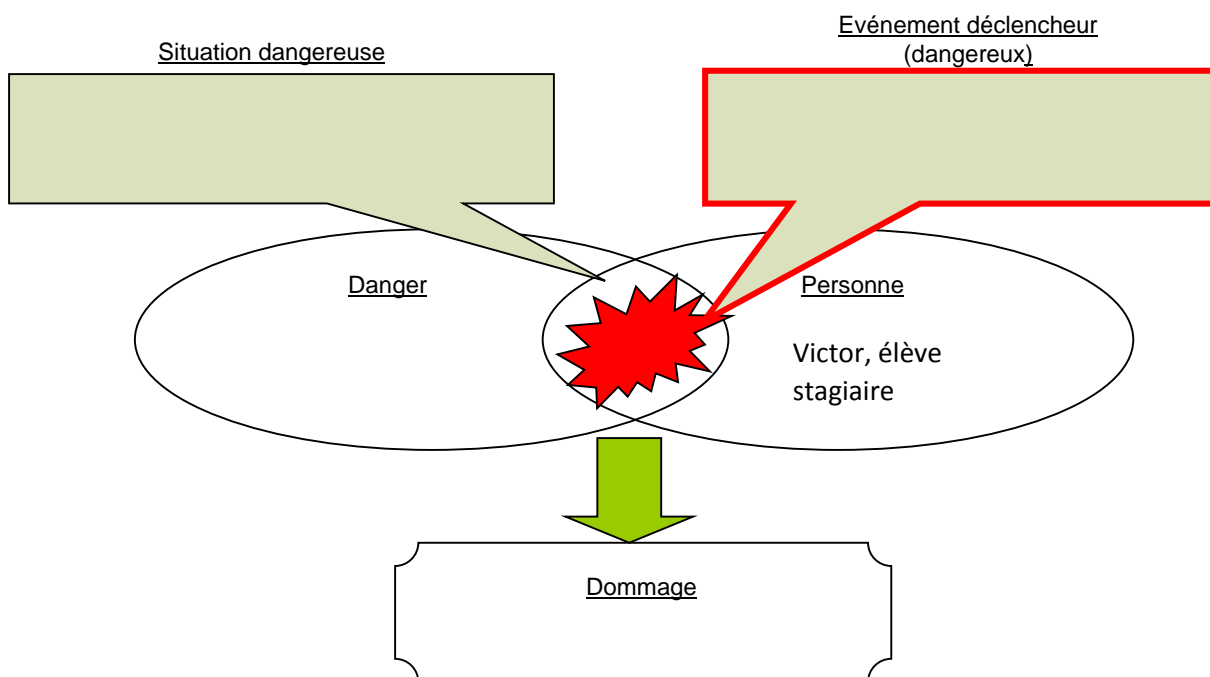 Situation dangereuse
Evénement déclencheur
(dangereux)
Danger
Personne
Victor, élève
stagiaire
Dommage